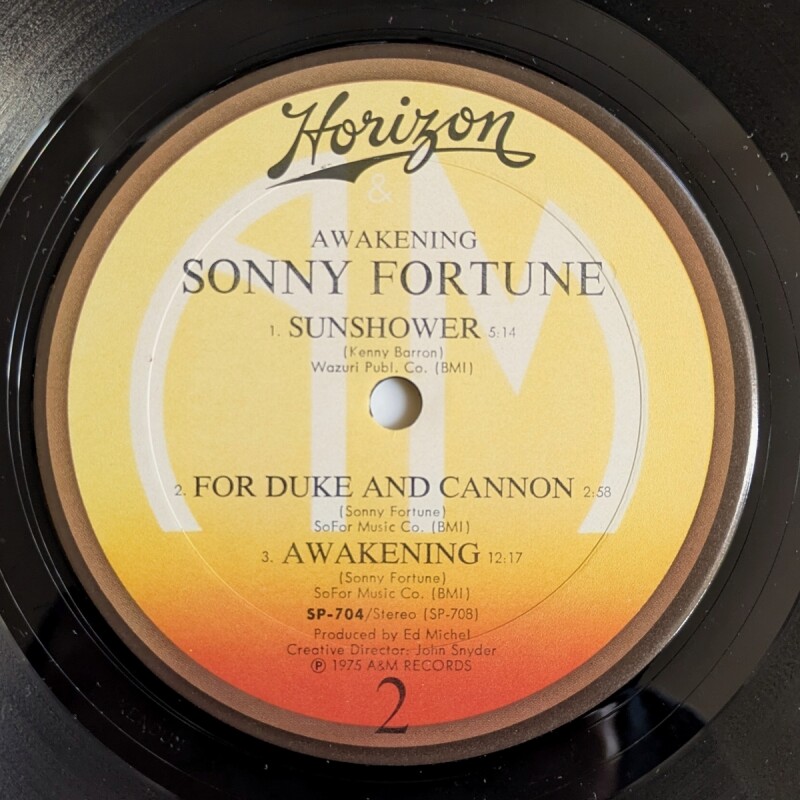 Horizon
&
AM
AWAKENING
SONNY FORTUNE
1. SUNSHOWER 5:14
(Kenny Barron)
Wazuri Publ. Co. (BMI)
2. FOR DUKE AND CANNON 2:58
(Sonny Fortune)
SoFor Music Co. (BMI)
3. AWAKENING 12:17
(Sonny Fortune)
SoFor Music Co. (BMI)
SP-704/Stereo (SP-708)
Produced by Ed Michel
Creative Director: John Snyder
℗ 1975 A&M RECORDS
2